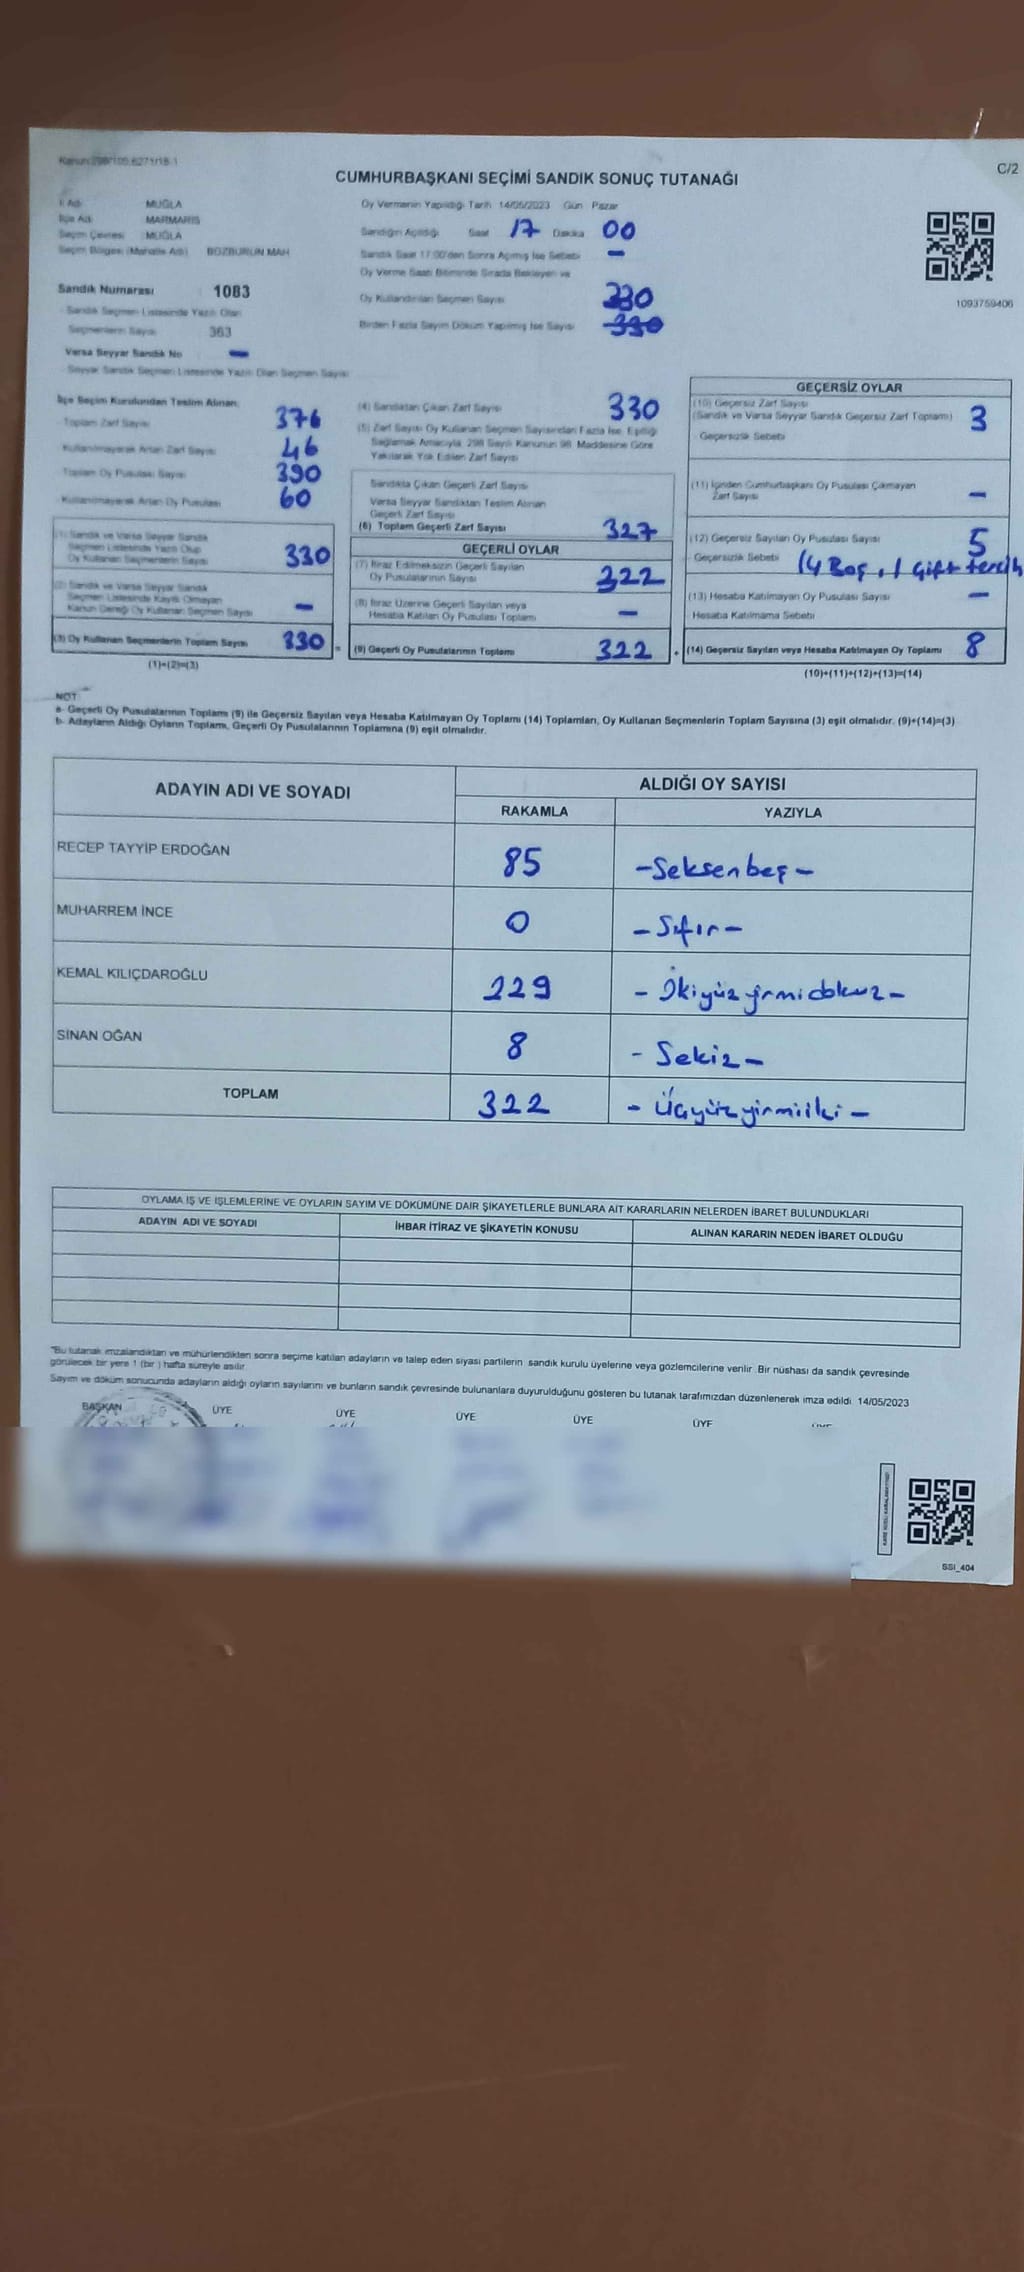 Kanun:298/105;6271/18-1
C/2
CUMHURBAŞKANI SEÇİMİ SANDIK SONUÇ TUTANAĞI
İl Adı MUĞLA
İlçe Adı MARMARİS
Seçim Çevresi MUĞLA
Seçim Bölgesi (Mahalle Adı) BOZBURUN MAH
Sandık Numarası 1083
Sandık Seçmen Listesinde Yazılı Olan
Seçmenlerin Sayısı 363
Varsa Seyyar Sandık No -
Seyyar Sandık Seçmen Listesinde Yazılı Olan Seçmen Sayısı
Oy Vermenin Yapıldığı Tarih 14/05/2023 Gün Pazar
Sandığın Açıldığı Saat 17 Dakika 00
Sandık Saat 17:00'den Sonra Açılmış İse Sebebi -
Oy Verme Saati Bitiminde Sırada Bekleyen ve
Oy Kullandırılan Seçmen Sayısı 330
Birden Fazla Sayım Döküm Yapılmış İse Sayısı 330
1093759406
İlçe Seçim Kurulundan Teslim Alınan:
Toplam Zarf Sayısı 376
Kullanılmayarak Artan Zarf Sayısı 46
Toplam Oy Pusulası Sayısı 390
Kullanılmayarak Artan Oy Pusulası 60
(1) Sandık ve Varsa Seyyar Sandık
Seçmen Listesinde Yazılı Olup
Oy Kullanan Seçmenlerin Sayısı 330
(2) Sandık ve Varsa Seyyar Sandık
Seçmen Listesinde Kayıtlı Olmayan
Kanun Gereği Oy Kullanan Seçmen Sayısı -
(3) Oy Kullanan Seçmenlerin Toplam Sayısı 330 =
(1)+(2)=(3)
(4) Sandıktan Çıkan Zarf Sayısı 330
(5) Zarf Sayısı Oy Kullanan Seçmen Sayısından Fazla İse, Eşitliği
Sağlamak Amacıyla 298 Sayılı Kanunun 98. Maddesine Göre
Yakılarak Yok Edilen Zarf Sayısı
Sandıkta Çıkan Geçerli Zarf Sayısı
Varsa Seyyar Sandıktan Teslim Alınan
Geçerli Zarf Sayısı
(6) Toplam Geçerli Zarf Sayısı 327
GEÇERLİ OYLAR
(7) İtiraz Edilmeksizin Geçerli Sayılan
Oy Pusulalarının Sayısı 322
(8) İtiraz Üzerine Geçerli Sayılan veya
Hesaba Katılan Oy Pusulası Toplamı -
(9) Geçerli Oy Pusulalarının Toplamı 322 +
GEÇERSİZ OYLAR
(10) Geçersiz Zarf Sayısı
(Sandık ve Varsa Seyyar Sandık Geçersiz Zarf Toplamı) 3
Geçersizlik Sebebi
(11) İçinden Cumhurbaşkanı Oy Pusulası Çıkmayan
Zarf Sayısı -
(12) Geçersiz Sayılan Oy Pusulası Sayısı 5
Geçersizlik Sebebi (4 Boş, 1 Çift tercih
(13) Hesaba Katılmayan Oy Pusulası Sayısı -
Hesaba Katılmama Sebebi
(14) Geçersiz Sayılan veya Hesaba Katılmayan Oy Toplamı 8
(10)+(11)+(12)+(13)=(14)
NOT
a- Geçerli Oy Pusulalarının Toplamı (9) ile Geçersiz Sayılan veya Hesaba Katılmayan Oy Toplamı (14) Toplamları, Oy Kullanan Seçmenlerin Toplam Sayısına (3) eşit olmalıdır. (9)+(14)=(3)
b- Adayların Aldığı Oyların Toplamı, Geçerli Oy Pusulalarının Toplamına (9) eşit olmalıdır.
ADAYIN ADI VE SOYADI ALDIĞI OY SAYISI
RAKAMLA YAZIYLA
RECEP TAYYİP ERDOĞAN 85 -Seksenbeş-
MUHARREM İNCE 0 -Sıfır-
KEMAL KILIÇDAROĞLU 229 -İkiyüzyirmidokuz-
SİNAN OĞAN 8 -Sekiz-
TOPLAM 322 -Üçyüzyirmiiki-
OYLAMA İŞ VE İŞLEMLERİNE VE OYLARIN SAYIM VE DÖKÜMÜNE DAİR ŞİKAYETLERLE BUNLARA AİT KARARLARIN NELERDEN İBARET BULUNDUKLARI
ADAYIN ADI VE SOYADI İHBAR İTİRAZ VE ŞİKAYETİN KONUSU ALINAN KARARIN NEDEN İBARET OLDUĞU
"Bu tutanak imzalandıktan ve mühürlendikten sonra seçime katılan adayların ve talep eden siyasi partilerin sandık kurulu üyelerine veya gözlemcilerine verilir. Bir nüshası da sandık çevresinde
görülecek bir yere 1 (bir) hafta süreyle asılır.
Sayım ve döküm sonucunda adayların aldığı oyların sayılarını ve bunların sandık çevresinde bulunanlara duyurulduğunu gösteren bu tutanak tarafımızdan düzenlenerek imza edildi. 14/05/2023
BAŞKAN ÜYE ÜYE ÜYE ÜYE ÜYE
SSI_404